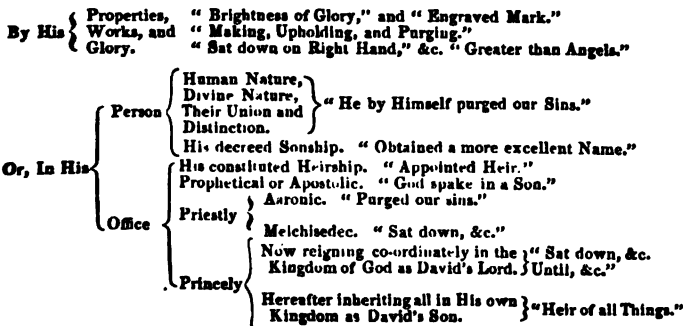 Properties, " Brightness of Glory," and " Engraved Mark."
By His Works, and " Making, Upholding, and Purging."
Glory. " Sat down on Right Hand," &c. " Greater than Angels."
Human Nature,
Divine Nature,
Person Their Union and " He by Himself purged our Sins."
Distinction.
His decreed Sonship. " Obtained a more excellent Name."
Or, In His
His constituted Heirship. " Appointed Heir."
Prophetical or Apostolic. " God spake in a Son."
Aaronic. " Purged our sins."
Priestly
Office
Melchisedec. " Sat down, &c."
Now reigning co-ordinately in the " Sat down, &c.
Kingdom of God as David's Lord. Until, &c."
Princely
Hereafter inheriting all in His own
Kingdom as David's Son. "Heir of all Things."